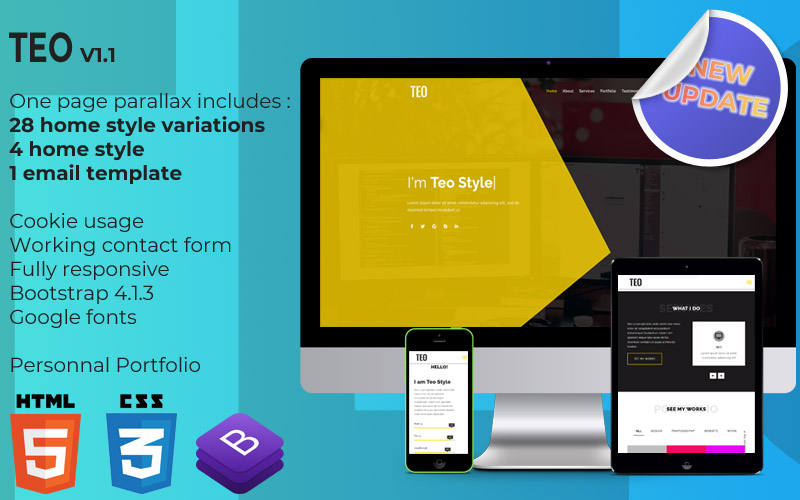 TEO V1.1
One page parallax includes :
28 home style variations
4 home style
1 email template
Cookie usage
Working contact form
Fully responsive
Bootstrap 4.1.3
Google fonts
Personnal Portfolio
HTML
5
CSS
3
B
NEW
UPDATE
TEO
Home About Services Portfolio
I'm Teo Style|
TEO
HELLO!
I am Teo Style
TEO
WHAT I DO
SEE MY WORKS